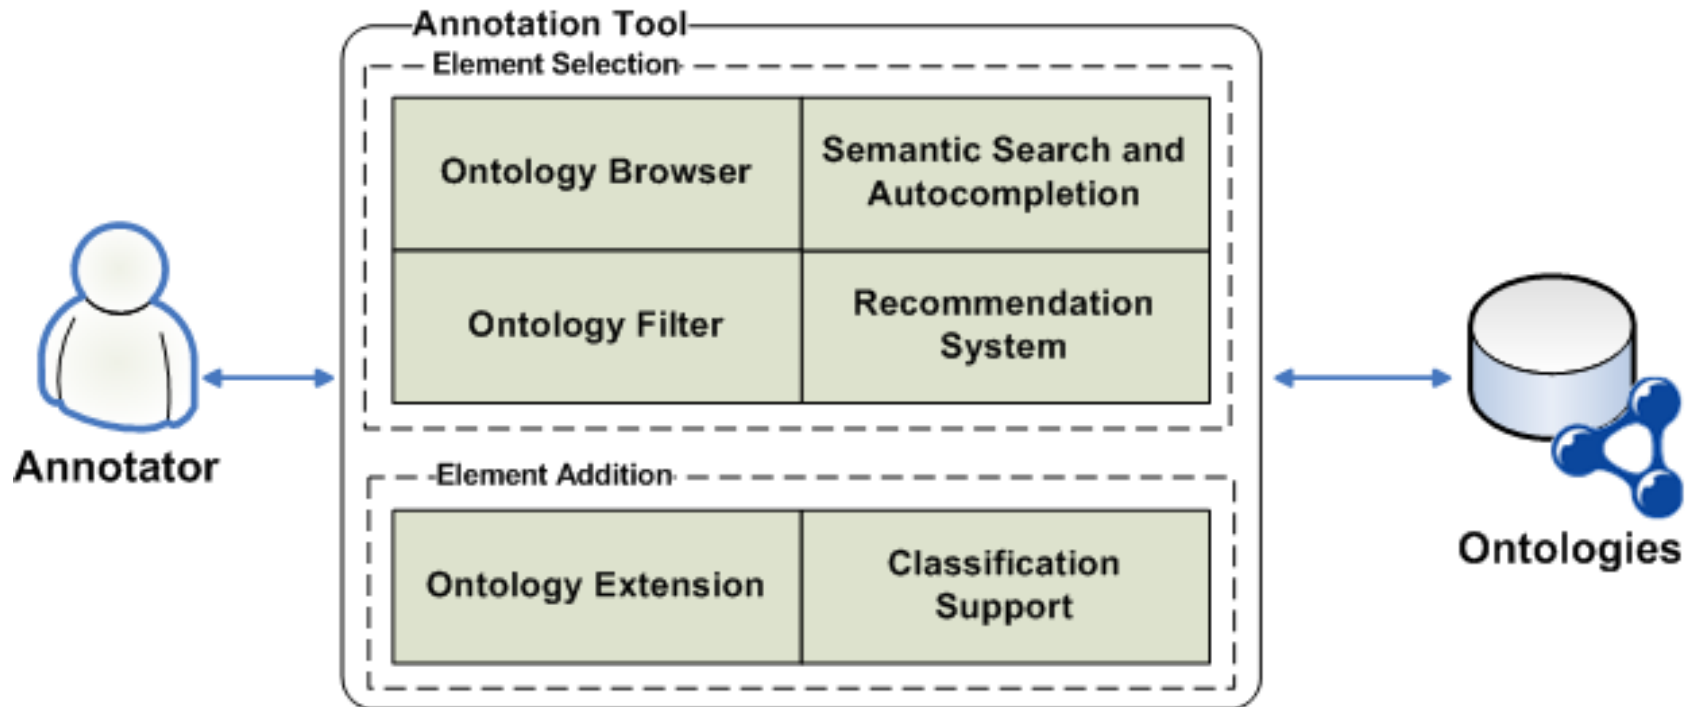 Annotation Tool
Element Selection
Ontology Browser
Semantic Search and
Autocompletion
Ontology Filter
Recommendation
System
Annotator
Element Addition
Ontology Extension
Classification
Support
Ontologies